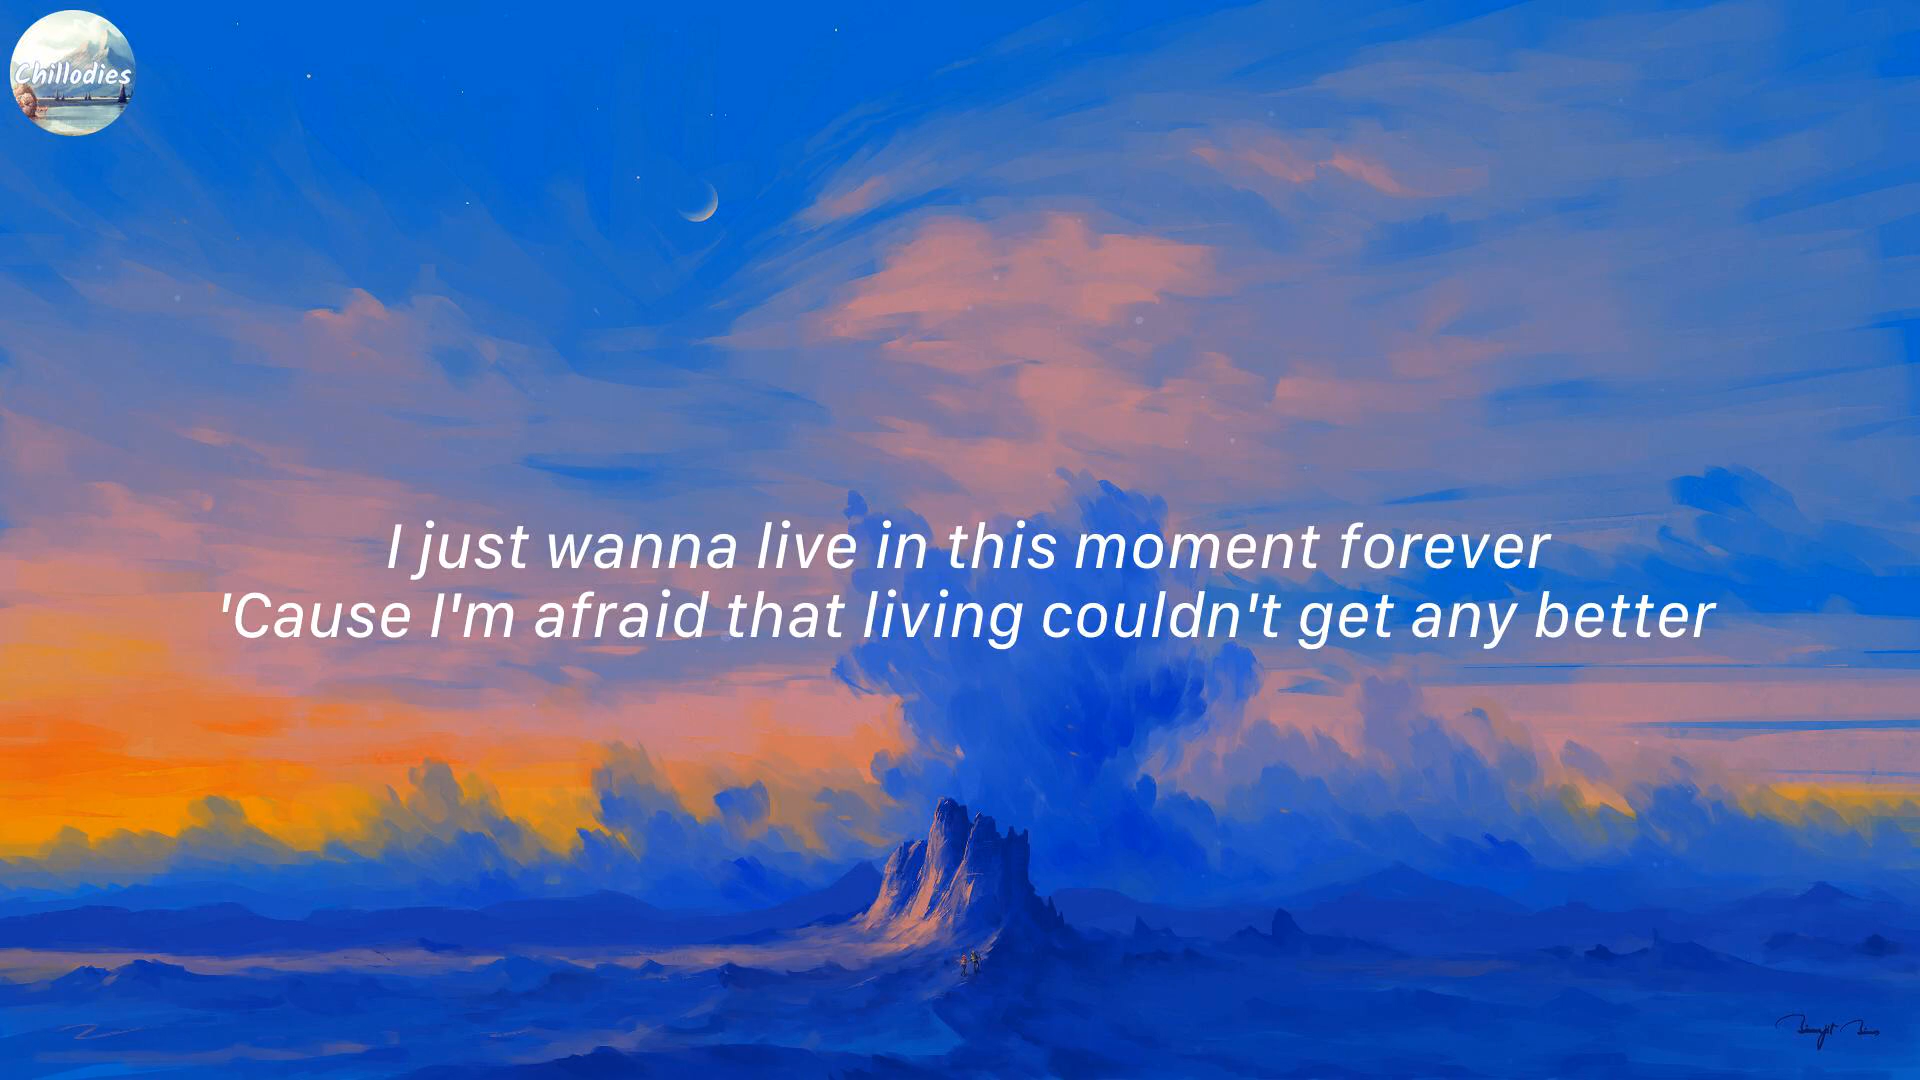 Chillodies
I just wanna live in this moment forever
'Cause I'm afraid that living couldn't get any better